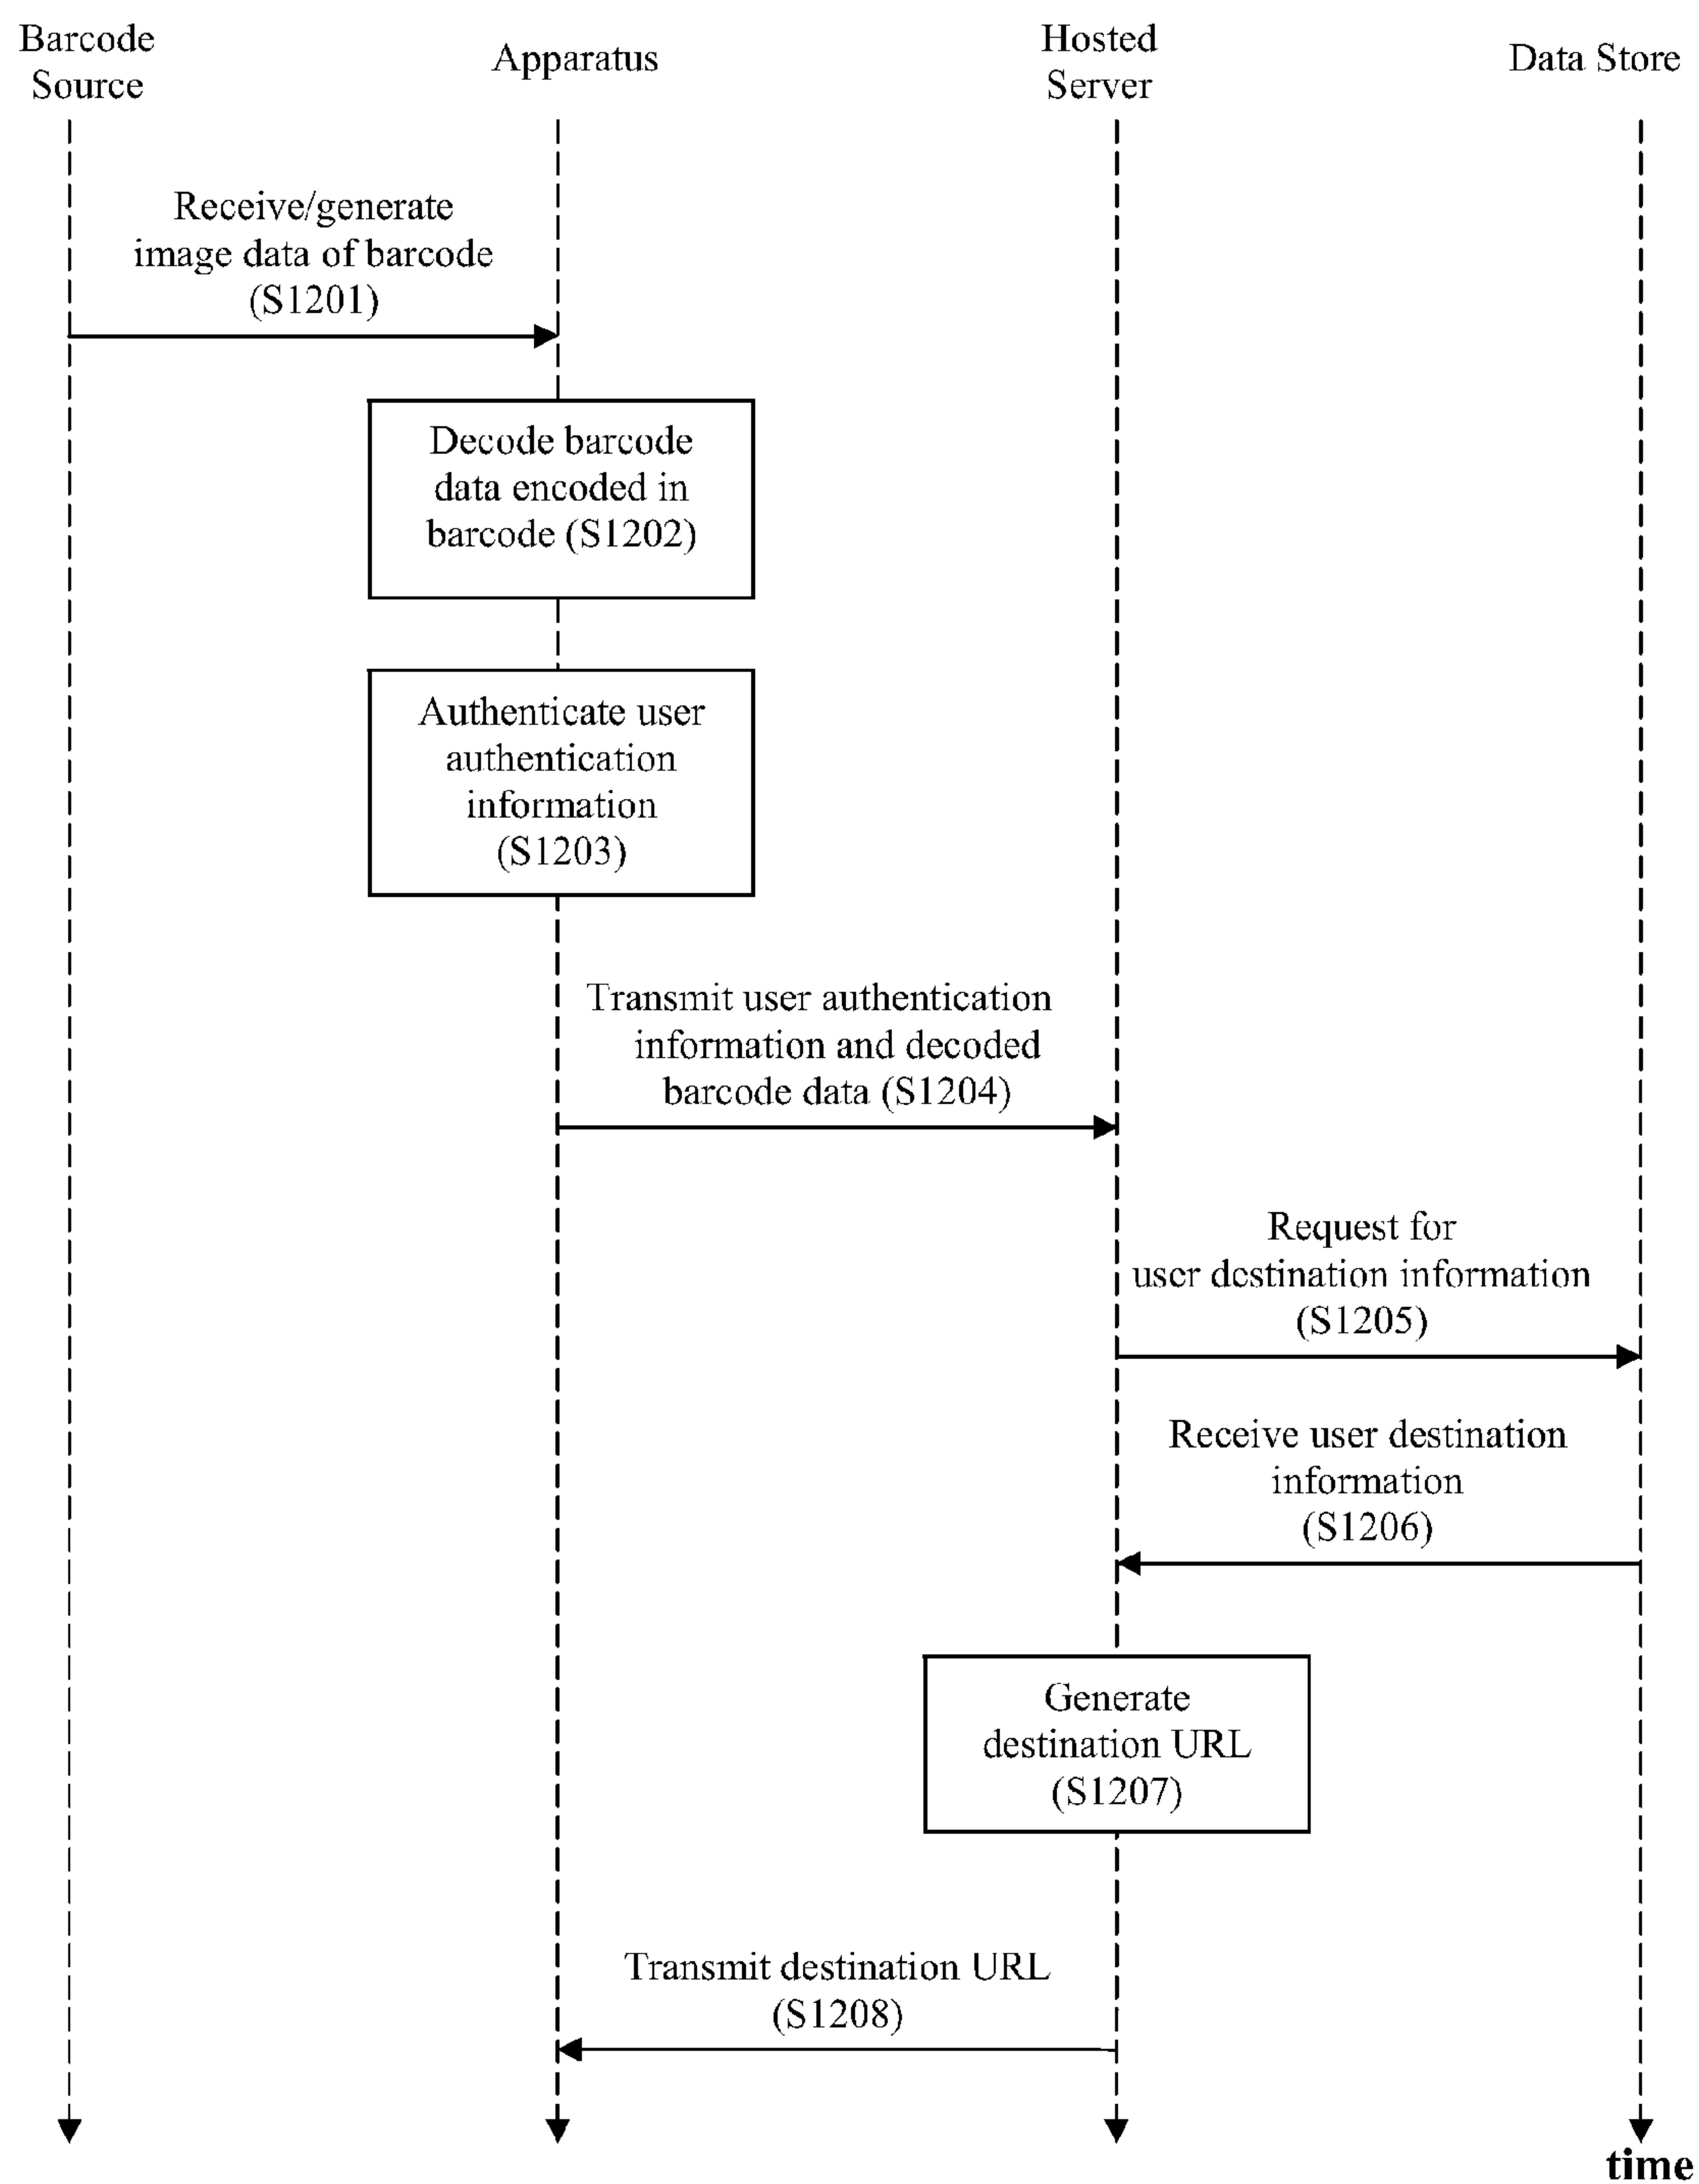 Barcode
Source
Apparatus
Hosted
Server
Data Store
Receive/generate
image data of barcode
(S1201)
Decode barcode
data encoded in
barcode (S1202)
Authenticate user
authentication
information
(S1203)
Transmit user authentication
information and decoded
barcode data (S1204)
Request for
user destination information
(S1205)
Receive user destination
information
(S1206)
Generate
destination URL
(S1207)
Transmit destination URL
(S1208)
time